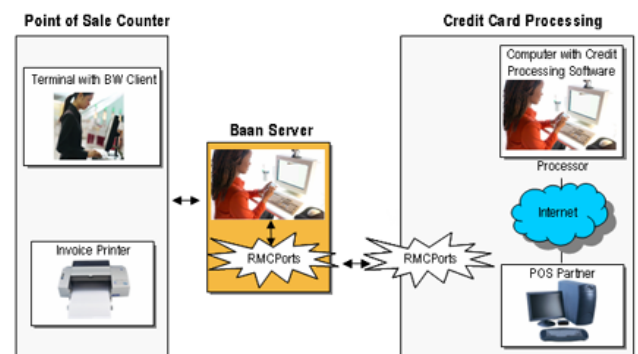 Point of Sale Counter
Credit Card Processing
Terminal with BW Client
Computer with Credit
Processing Software
Baan Server
Processor
Internet
Invoice Printer
RMCPorts
RMCPorts
POS Partner